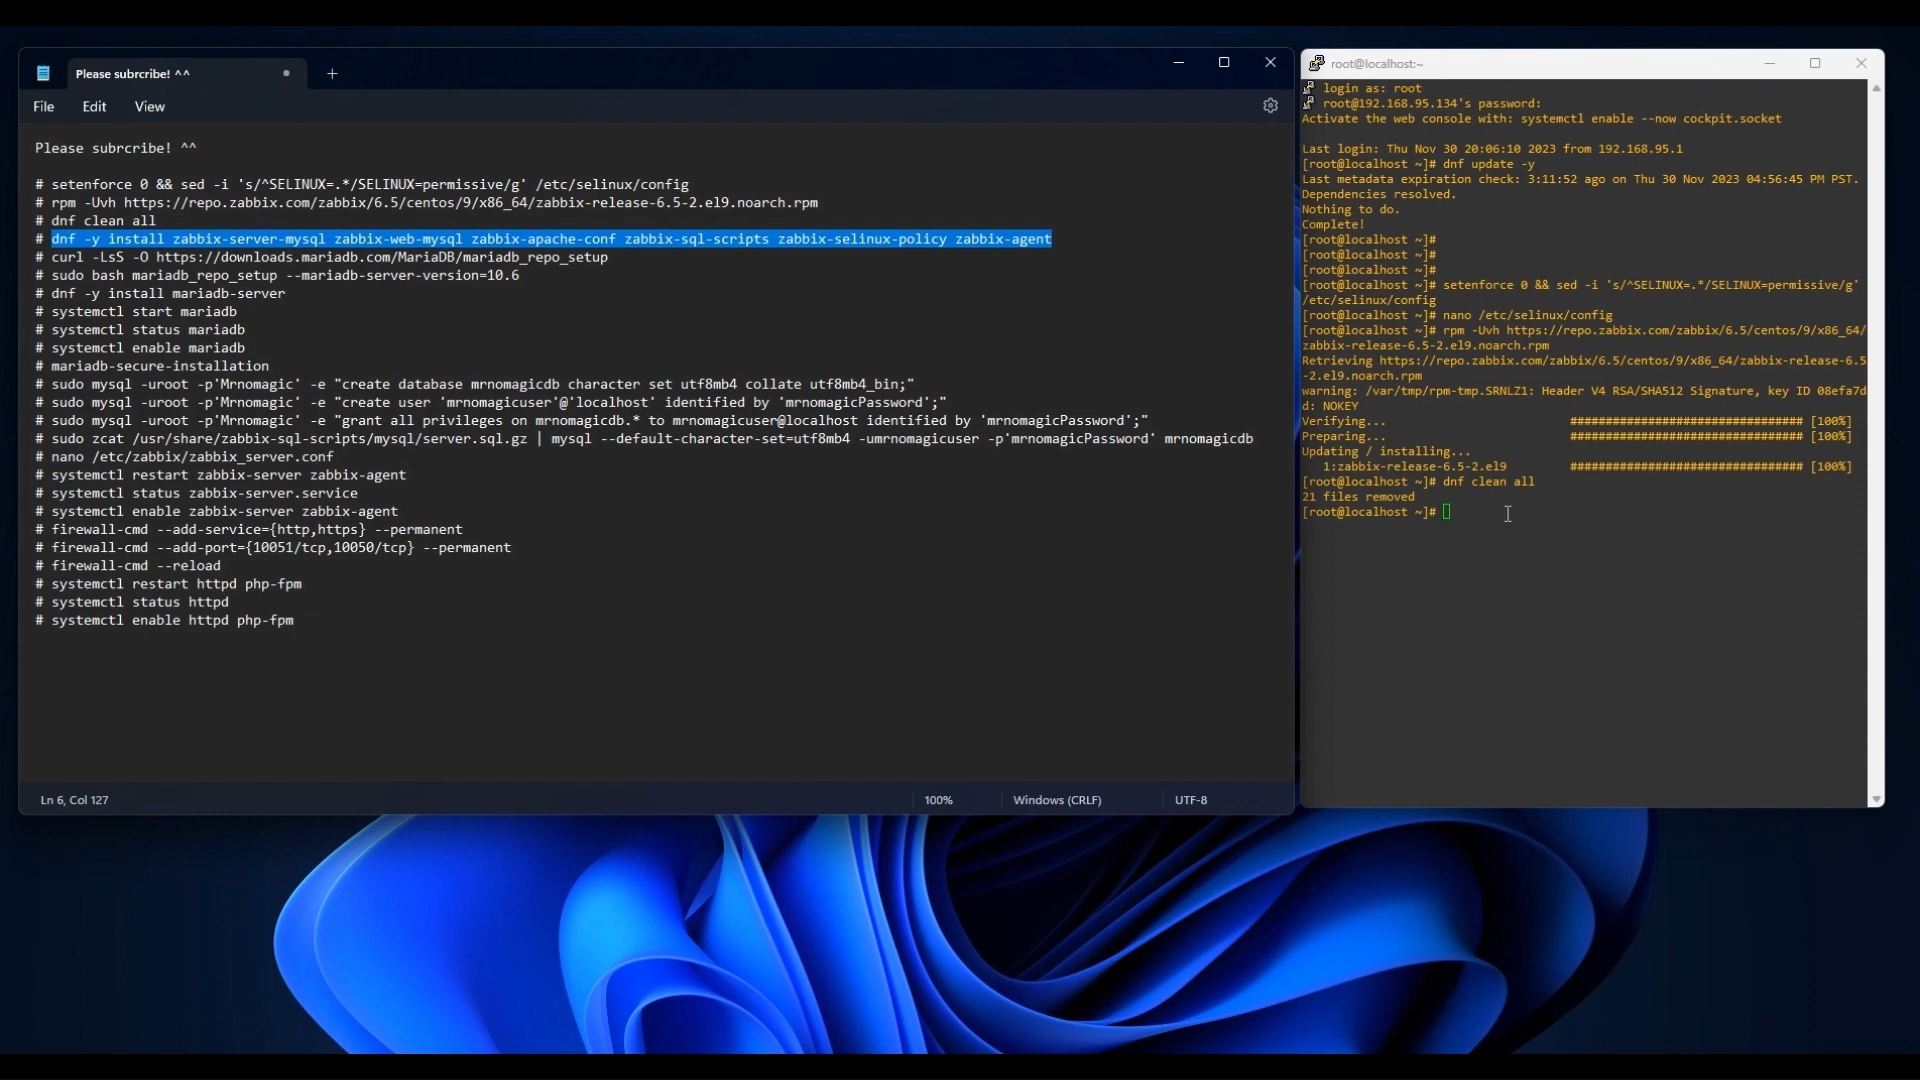 Please subrcribe! ^^
File Edit View
Please subrcribe! ^^
# setenforce 0 && sed -i 's/^SELINUX=.*/SELINUX=permissive/g' /etc/selinux/config
# rpm -Uvh https://repo.zabbix.com/zabbix/6.5/centos/9/x86_64/zabbix-release-6.5-2.el9.noarch.rpm
# dnf clean all
# dnf -y install zabbix-server-mysql zabbix-web-mysql zabbix-apache-conf zabbix-sql-scripts zabbix-selinux-policy zabbix-agent
# curl -LsS -O https://downloads.mariadb.com/MariaDB/mariadb_repo_setup
# sudo bash mariadb_repo_setup --mariadb-server-version=10.6
# dnf -y install mariadb-server
# systemctl start mariadb
# systemctl status mariadb
# systemctl enable mariadb
# mariadb-secure-installation
# sudo mysql -uroot -p'Mrnomagic' -e "create database mrnomagicdb character set utf8mb4 collate utf8mb4_bin;"
# sudo mysql -uroot -p'Mrnomagic' -e "create user 'mrnomagicuser'@'localhost' identified by 'mrnomagicPassword';"
# sudo mysql -uroot -p'Mrnomagic' -e "grant all privileges on mrnomagicdb.* to mrnomagicuser@localhost identified by 'mrnomagicPassword';"
# sudo zcat /usr/share/zabbix-sql-scripts/mysql/server.sql.gz | mysql --default-character-set=utf8mb4 -umrnomagicuser -p'mrnomagicPassword' mrnomagicdb
# nano /etc/zabbix/zabbix_server.conf
# systemctl restart zabbix-server zabbix-agent
# systemctl status zabbix-server.service
# systemctl enable zabbix-server zabbix-agent
# firewall-cmd --add-service={http,https} --permanent
# firewall-cmd --add-port={10051/tcp,10050/tcp} --permanent
# firewall-cmd --reload
# systemctl restart httpd php-fpm
# systemctl status httpd
# systemctl enable httpd php-fpm
Ln 6, Col 127 100% Windows (CRLF) UTF-8
root@localhost:~
login as: root
root@192.168.95.134's password:
Activate the web console with: systemctl enable --now cockpit.socket
Last login: Thu Nov 30 20:06:10 2023 from 192.168.95.1
[root@localhost ~]# dnf update -y
Last metadata expiration check: 3:11:52 ago on Thu 30 Nov 2023 04:56:45 PM PST.
Dependencies resolved.
Nothing to do.
Complete!
[root@localhost ~]#
[root@localhost ~]#
[root@localhost ~]#
[root@localhost ~]# setenforce 0 && sed -i 's/^SELINUX=.*/SELINUX=permissive/g'
/etc/selinux/config
[root@localhost ~]# nano /etc/selinux/config
[root@localhost ~]# rpm -Uvh https://repo.zabbix.com/zabbix/6.5/centos/9/x86_64/
zabbix-release-6.5-2.el9.noarch.rpm
Retrieving https://repo.zabbix.com/zabbix/6.5/centos/9/x86_64/zabbix-release-6.5
-2.el9.noarch.rpm
warning: /var/tmp/rpm-tmp.SRNLZ1: Header V4 RSA/SHA512 Signature, key ID 08efa7d
d: NOKEY
Verifying... ################################# [100%]
Preparing... ################################# [100%]
Updating / installing...
1:zabbix-release-6.5-2.el9 ################################# [100%]
[root@localhost ~]# dnf clean all
21 files removed
[root@localhost ~]#